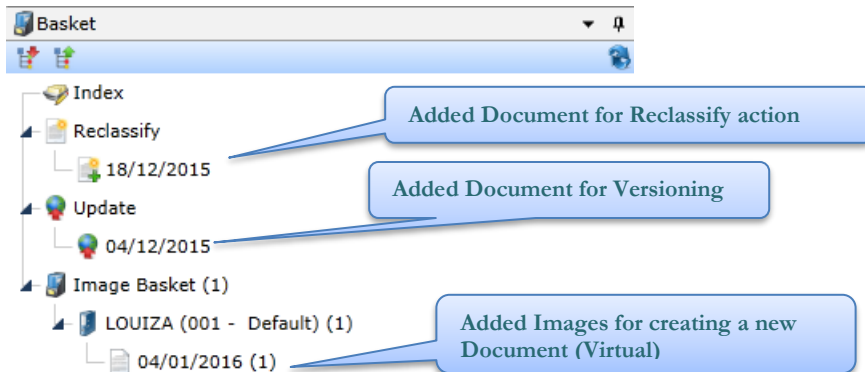 Basket
Index
Added Document for Reclassify action
Reclassify
18/12/2015
Added Document for Versioning
Update
04/12/2015
Image Basket (1)
LOUIZA (001 - Default) (1)
Added Images for creating a new
Document (Virtual)
04/01/2016 (1)